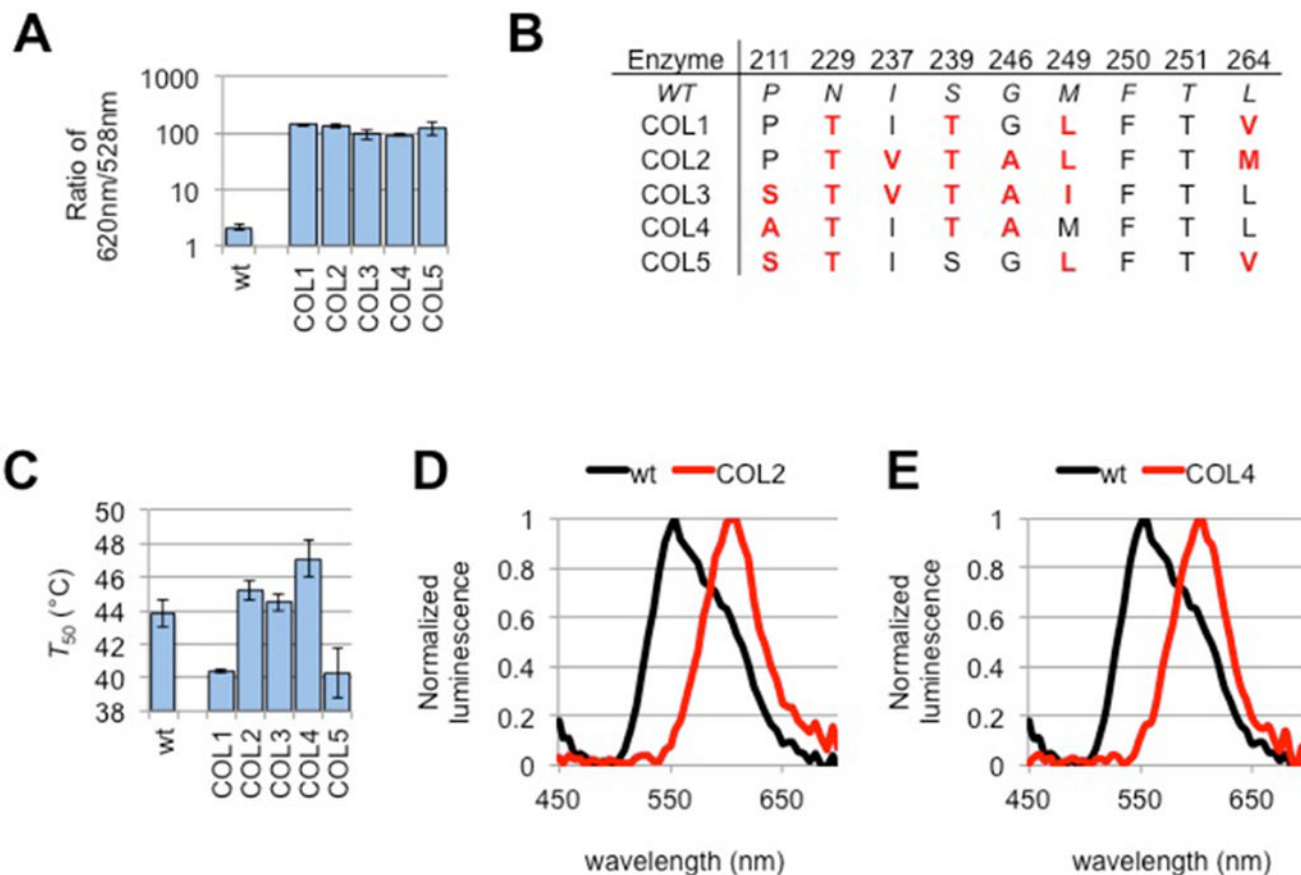 A
Ratio of
620nm/528nm
1000
100
10
1
wt
COL1
COL2
COL3
COL4
COL5
B
Enzyme 211 229 237 239 246 249 250 251 264
WT P N I S G M F T L
COL1 P T I T G L F T V
COL2 P T V T A L F T M
COL3 S T V T A I F T L
COL4 A T I T A M F T L
COL5 S T I S G L F T V
C
T50 (°C)
50
48
46
44
42
40
38
wt
COL1
COL2
COL3
COL4
COL5
D
wt COL2
Normalized
luminescence
1
0.8
0.6
0.4
0.2
0
450 550 650
wavelength (nm)
E
wt COL4
Normalized
luminescence
1
0.8
0.6
0.4
0.2
0
450 550 650
wavelength (nm)